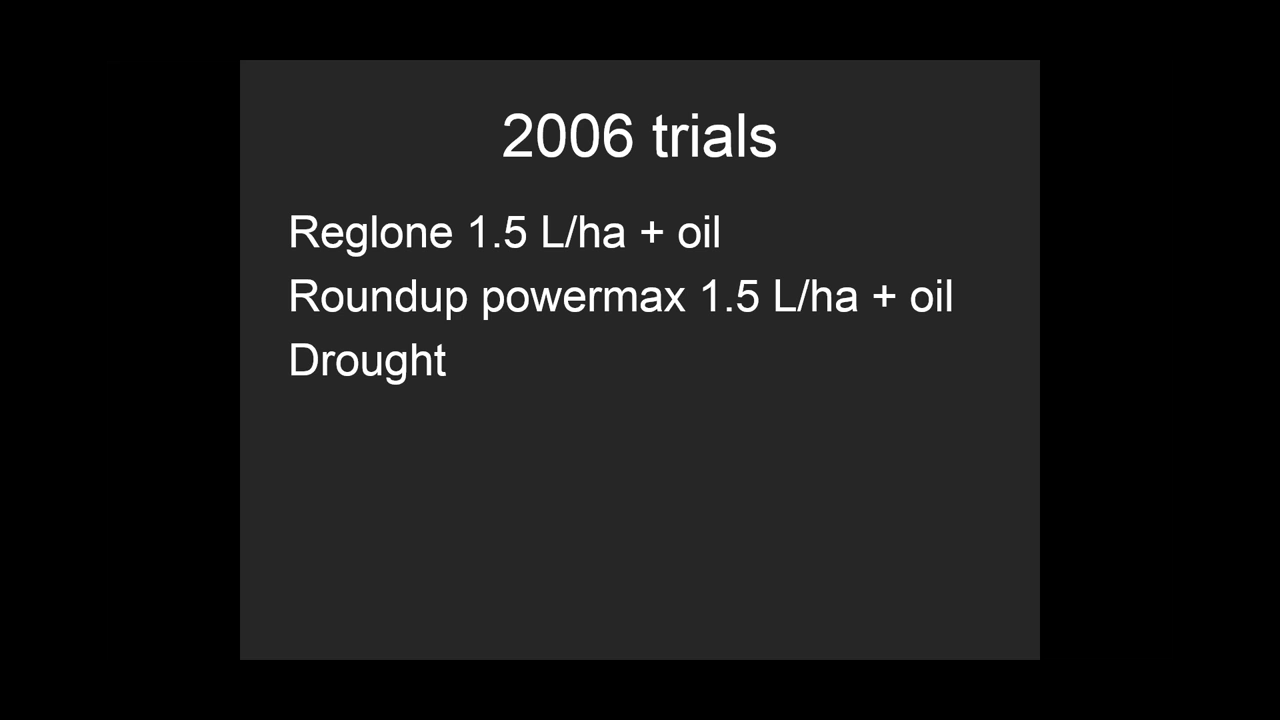 2006 trials
Reglone 1.5 L/ha + oil
Roundup powermax 1.5 L/ha + oil
Drought